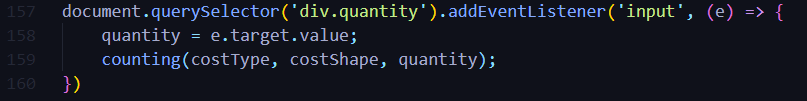 157 document.querySelector('div.quantity').addEventListener('input', (e) => {
158     quantity = e.target.value;
159     counting(costType, costShape, quantity);
160 })